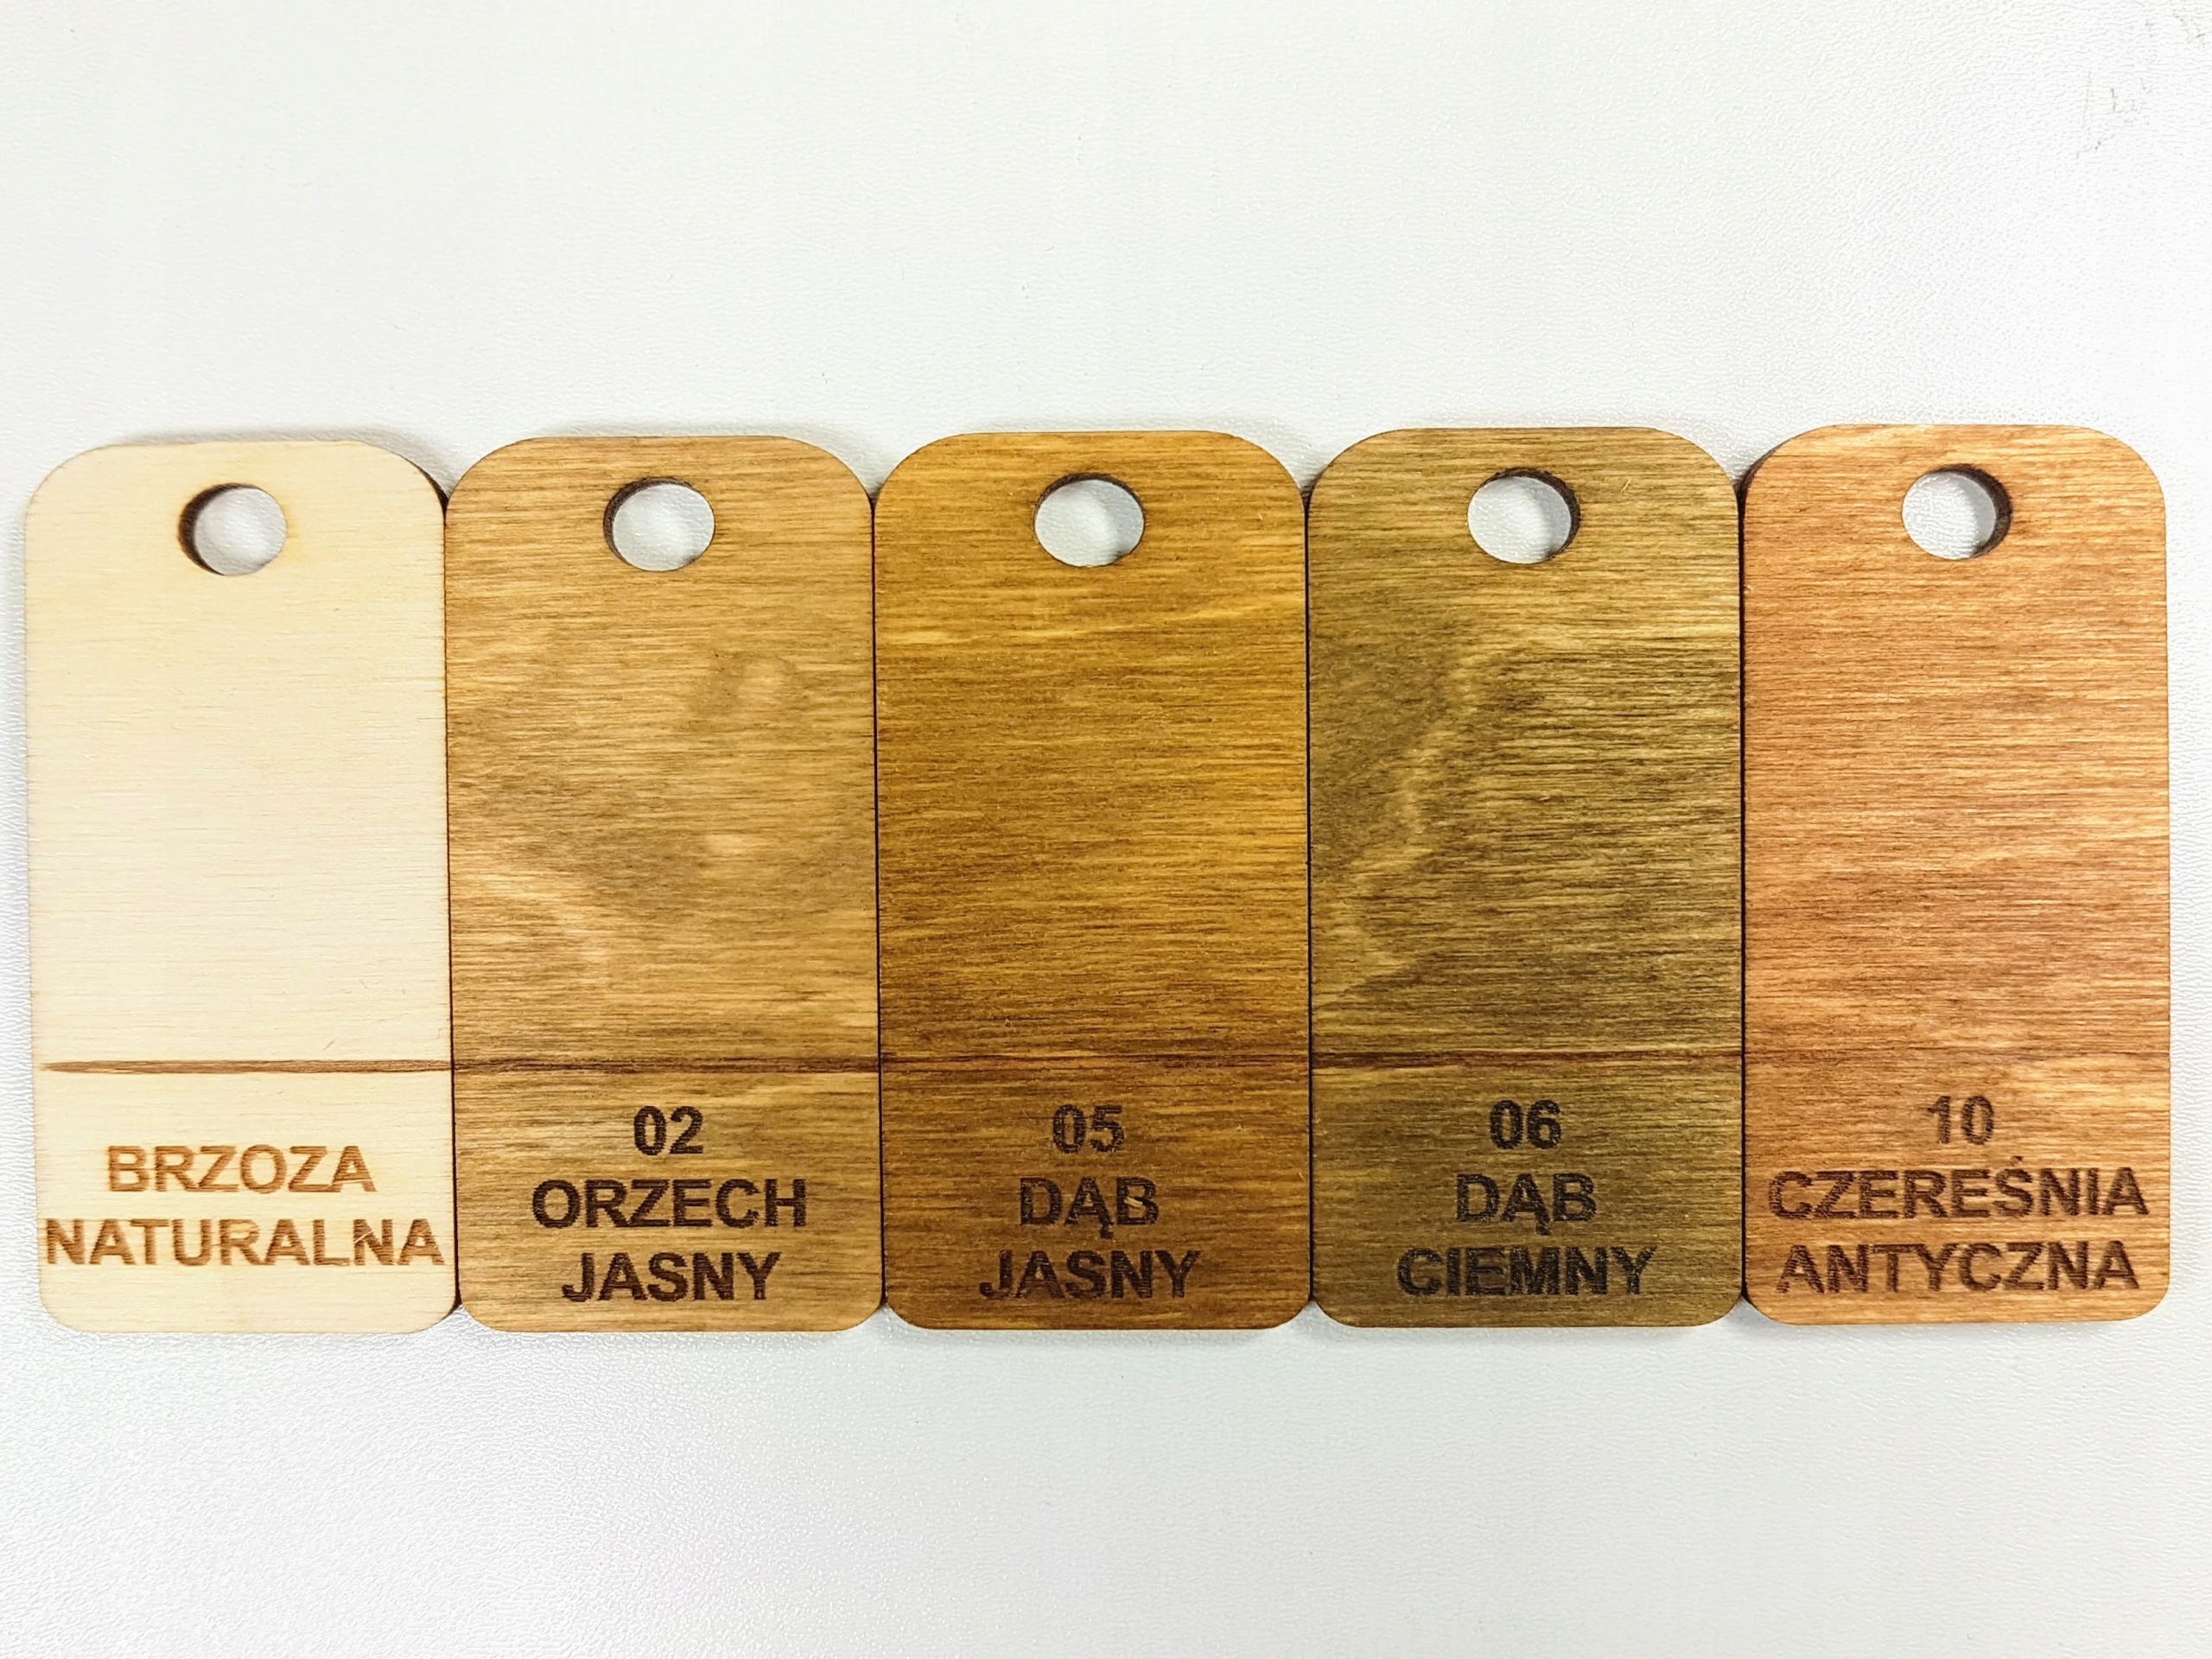 BRZOZA
NATURALNA
02
ORZECH
JASNY
05
DĄB
JASNY
06
DĄB
CIEMNY
10
CZEREŚNIA
ANTYCZNA